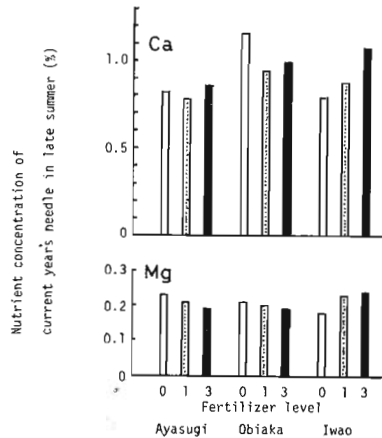 Nutrient concentration of
current year's needle in late summer (%)
Ca
1.0
0.5
0
Mg
0.3
0.2
0.1
0
0 1 3 0 1 3 0 1 3
Fertilizer level
Ayasugi Obiaka Iwao